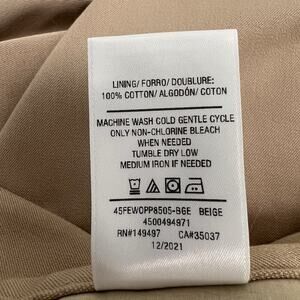 LINING/ FORRO/ DOUBLURE:
100% COTTON/ ALGODÓN/ COTON
MACHINE WASH COLD GENTLE CYCLE
ONLY NON-CHLORINE BLEACH
WHEN NEEDED
TUMBLE DRY LOW
MEDIUM IRON IF NEEDED
45FEWOPP8505-BGE BEIGE
4500494971
RN#149497 CA#35037
12/2021